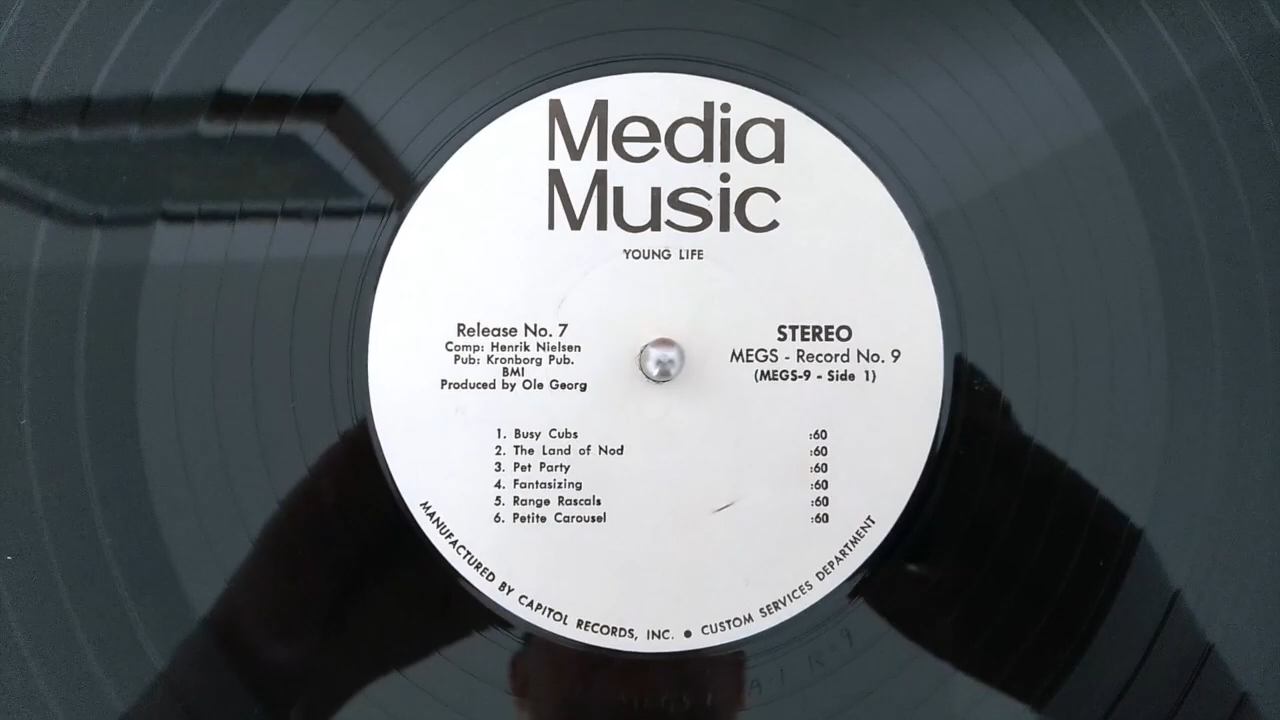 Media
Music
YOUNG LIFE
Release No. 7
Comp: Henrik Nielsen
Pub: Kronborg Pub.
BMI
Produced by Ole Georg
STEREO
MEGS - Record No. 9
(MEGS-9 - Side 1)
1. Busy Cubs :60
2. The Land of Nod :60
3. Pet Party :60
4. Fantasizing :60
5. Range Rascals :60
6. Petite Carousel :60
MANUFACTURED BY CAPITOL RECORDS, INC. ● CUSTOM SERVICES DEPARTMENT